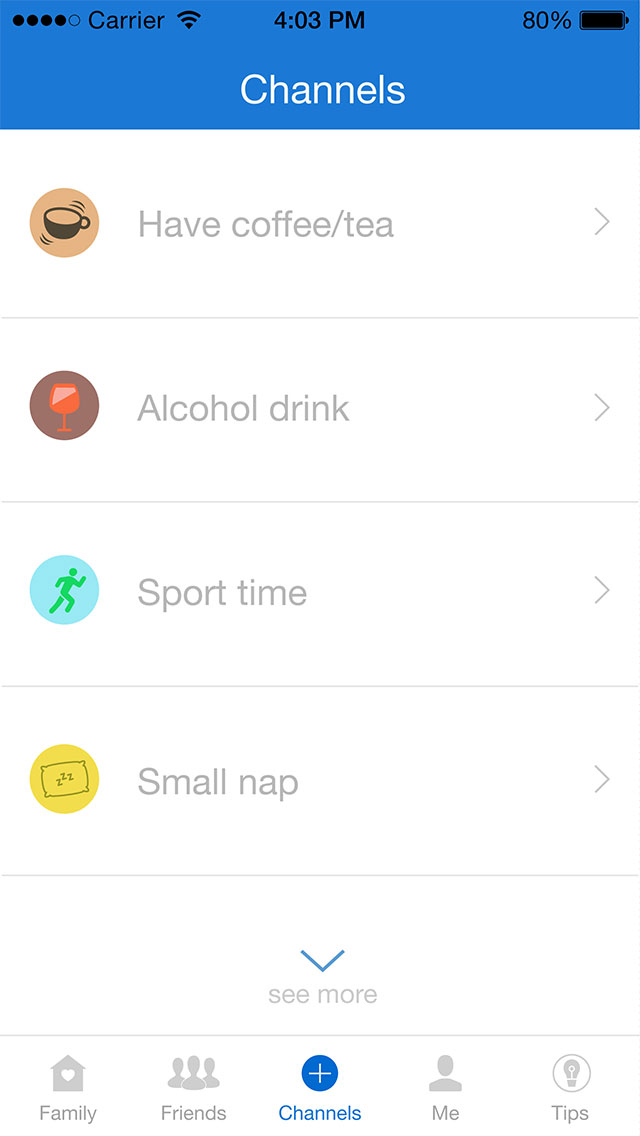 Carrier 4:03 PM 80%
Channels
Have coffee/tea
Alcohol drink
Sport time
zzz
Small nap
see more
Family Friends Channels Me Tips